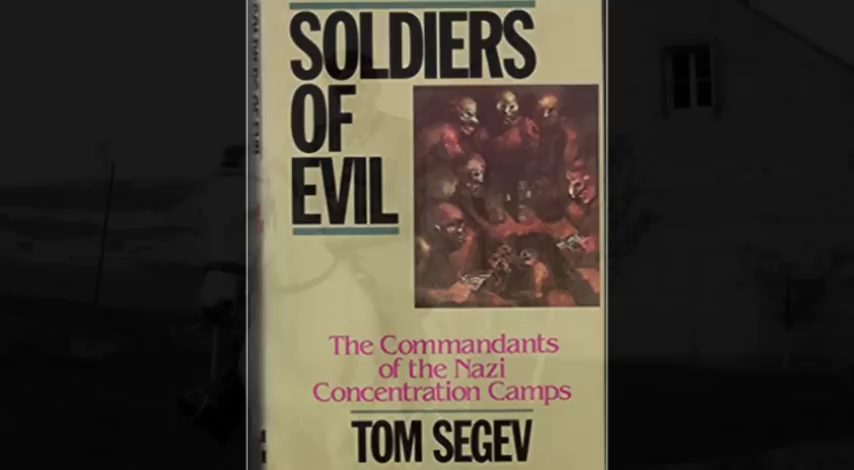 SOLDIERS
OF
EVIL
The Commandants
of the Nazi
Concentration Camps
TOM SEGEV